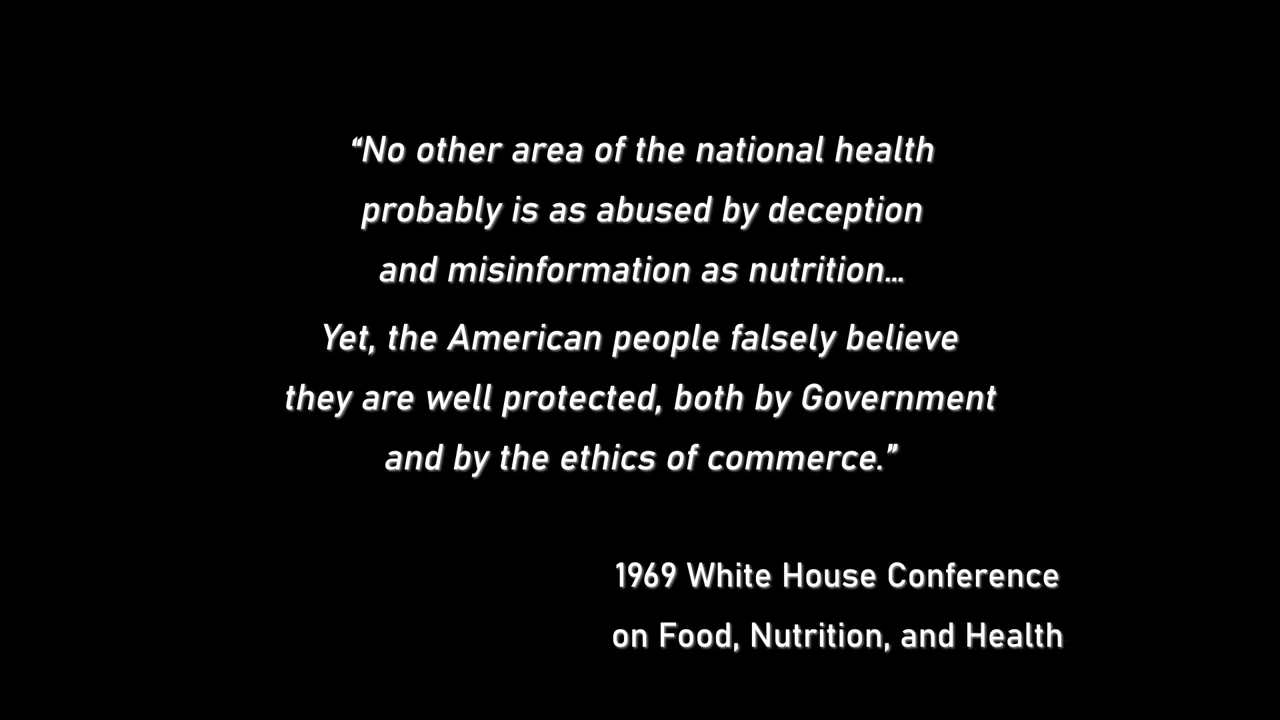 “No other area of the national health
probably is as abused by deception
and misinformation as nutrition...
Yet, the American people falsely believe
they are well protected, both by Government
and by the ethics of commerce.”
1969 White House Conference
on Food, Nutrition, and Health